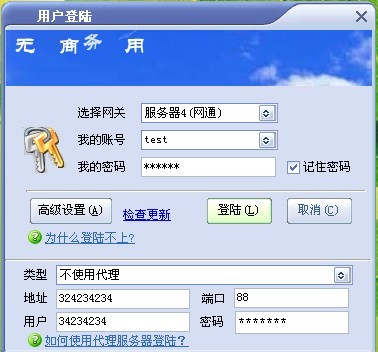 用户登陆
无 商务 用
选择网关 服务器4(网通)
我的账号 test
我的密码 ****** 记住密码
高级设置(A) 检查更新 登陆(L) 取消(C)
为什么登陆不上?
类型 不使用代理
地址 324234234 端口 88
用户 34234234 密码 *******
如何使用代理服务器登陆?